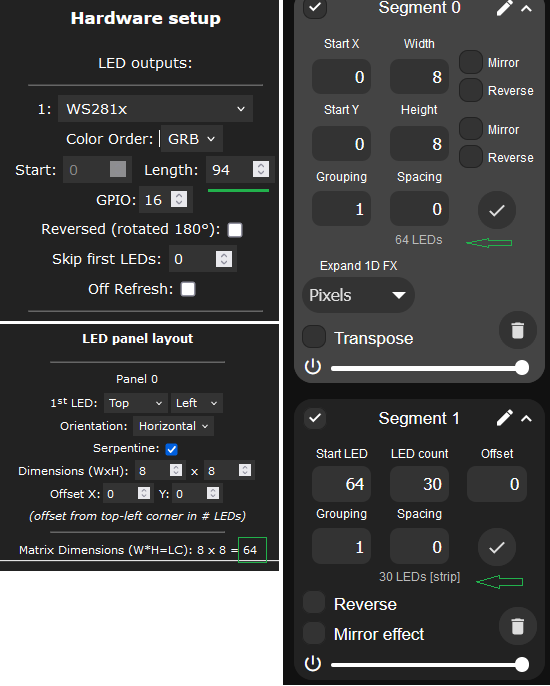 Hardware setup
LED outputs:
1: WS281x
Color Order: GRB
Start: 0 Length: 94
GPIO: 16
Reversed (rotated 180°):
Skip first LEDs: 0
Off Refresh:
LED panel layout
Panel 0
1st LED: Top Left
Orientation: Horizontal
Serpentine:
Dimensions (WxH): 8 x 8
Offset X: 0 Y: 0
(offset from top-left corner in # LEDs)
Matrix Dimensions (W*H=LC): 8 x 8 = 64
Segment 0
Start X Width
0 8 Mirror
Reverse
Start Y Height
0 8 Mirror
Reverse
Grouping Spacing
1 0
64 LEDs
Expand 1D FX
Pixels
Transpose
Segment 1
Start LED LED count Offset
64 30 0
Grouping Spacing
1 0
30 LEDs [strip]
Reverse
Mirror effect